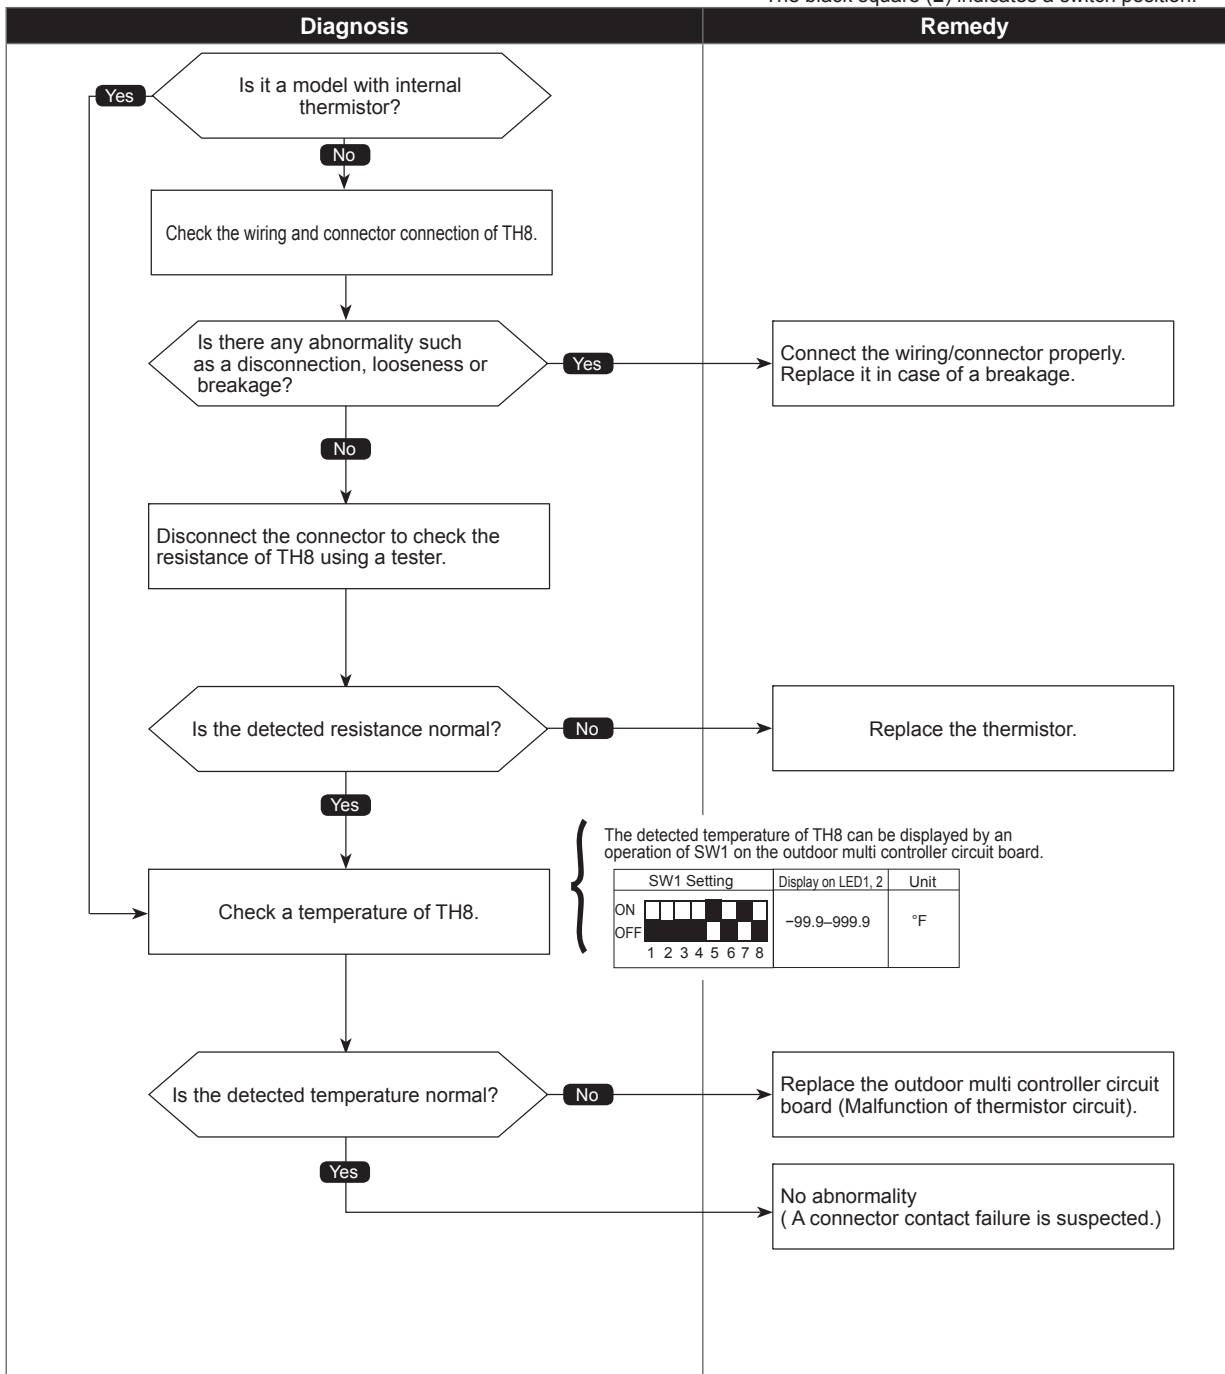 The black square (■) indicates a switch position.
Diagnosis
Remedy
Is it a model with internal
thermistor?
Yes
No
Check the wiring and connector connection of TH8.
Is there any abnormality such
as a disconnection, looseness or
breakage?
Yes
Connect the wiring/connector properly.
Replace it in case of a breakage.
No
Disconnect the connector to check the
resistance of TH8 using a tester.
Is the detected resistance normal?
No
Replace the thermistor.
Yes
The detected temperature of TH8 can be displayed by an
operation of SW1 on the outdoor multi controller circuit board.
SW1 Setting
Display on LED1, 2
Unit
ON
OFF
1 2 3 4 5 6 7 8
−99.9–999.9
°F
Check a temperature of TH8.
Is the detected temperature normal?
No
Replace the outdoor multi controller circuit
board (Malfunction of thermistor circuit).
Yes
No abnormality
( A connector contact failure is suspected.)